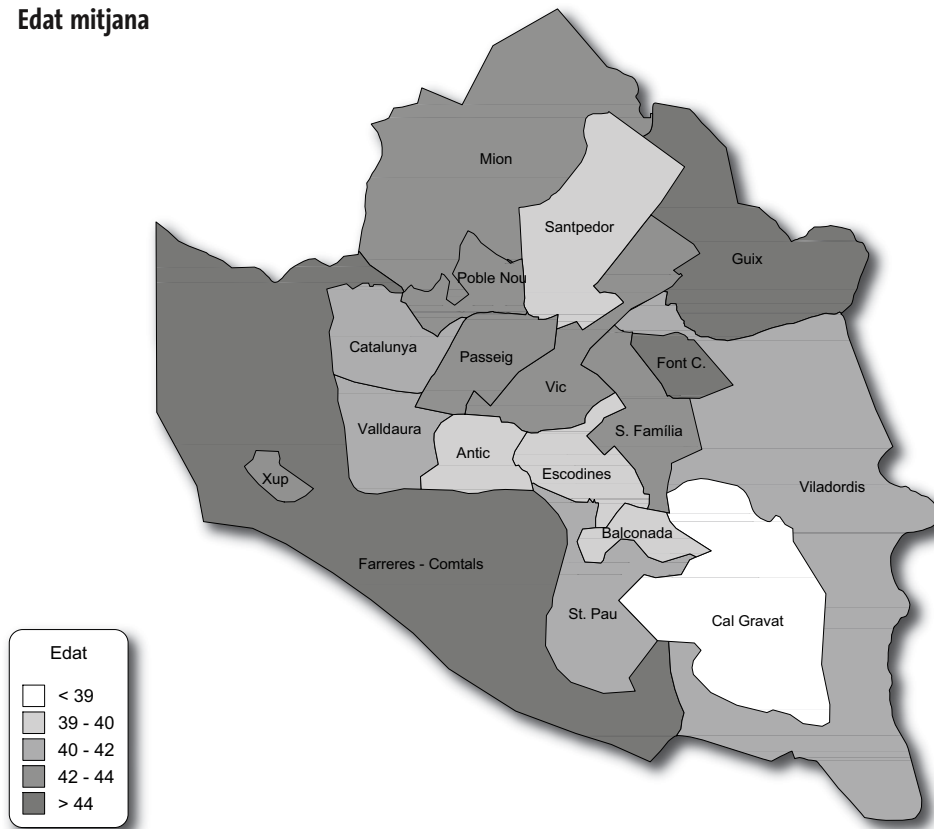 Edat mitjana
Mion
Santpedor
Guix
Poble Nou
Catalunya
Passeig
Font C.
Vic
Valldaura
S. Família
Antic
Escodines
Xup
Viladordis
Balconada
Farreres - Comtals
St. Pau
Cal Gravat
Edat
< 39
39 - 40
40 - 42
42 - 44
> 44